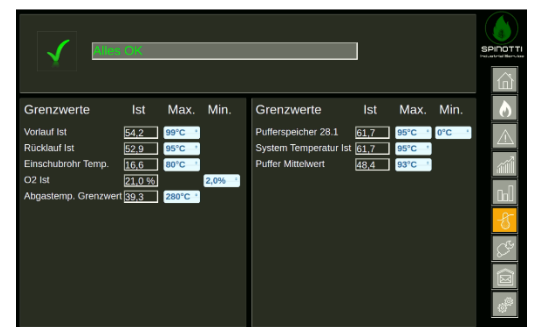 Alles OK
SPINOTTI
Grenzwerte Ist Max. Min.
Vorlauf Ist 54,2 99°C
Rücklauf Ist 52,9 95°C
Einschubrohr Temp. 16,6 80°C
O2 Ist 21,0 % 2,0%
Abgastemp. Grenzwert 39,3 280°C
Grenzwerte Ist Max. Min.
Pufferspeicher 28.1 61,7 95°C 0°C
System Temperatur Ist 61,7 95°C
Puffer Mittelwert 48,4 93°C